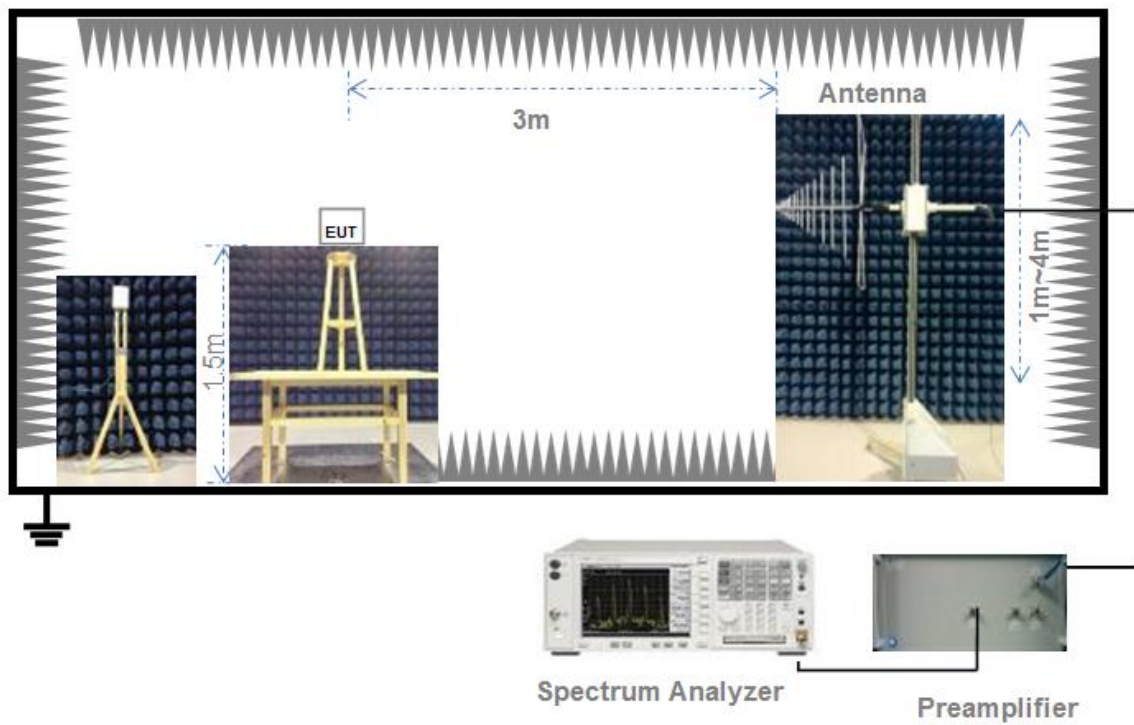 Antenna
3m
EUT
1.5m
1m~4m
Spectrum Analyzer
Preamplifier